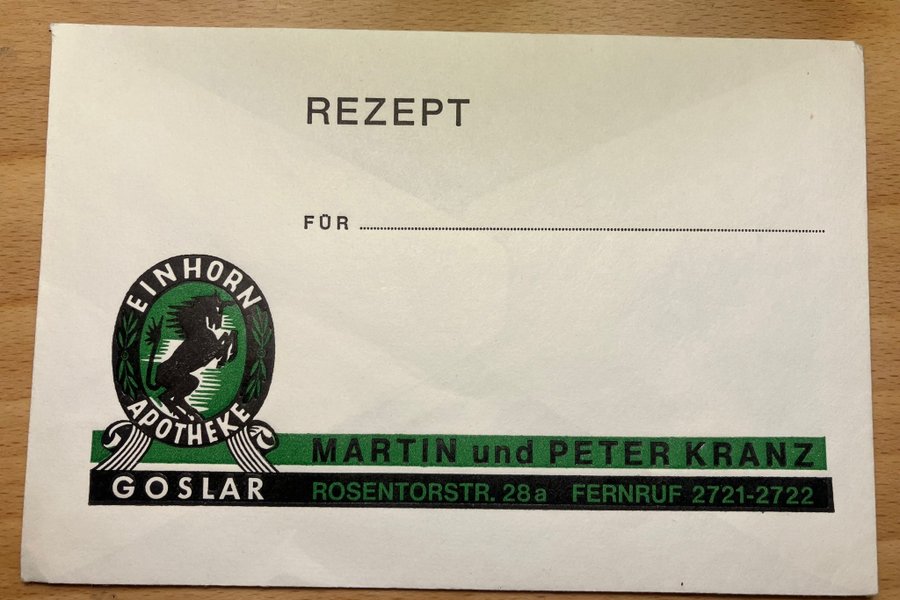 REZEPT
FÜR
EINHORN
APOTHEKE
MARTIN und PETER KRANZ
GOSLAR
ROSENTORSTR. 28a FERNRUF 2721-2722